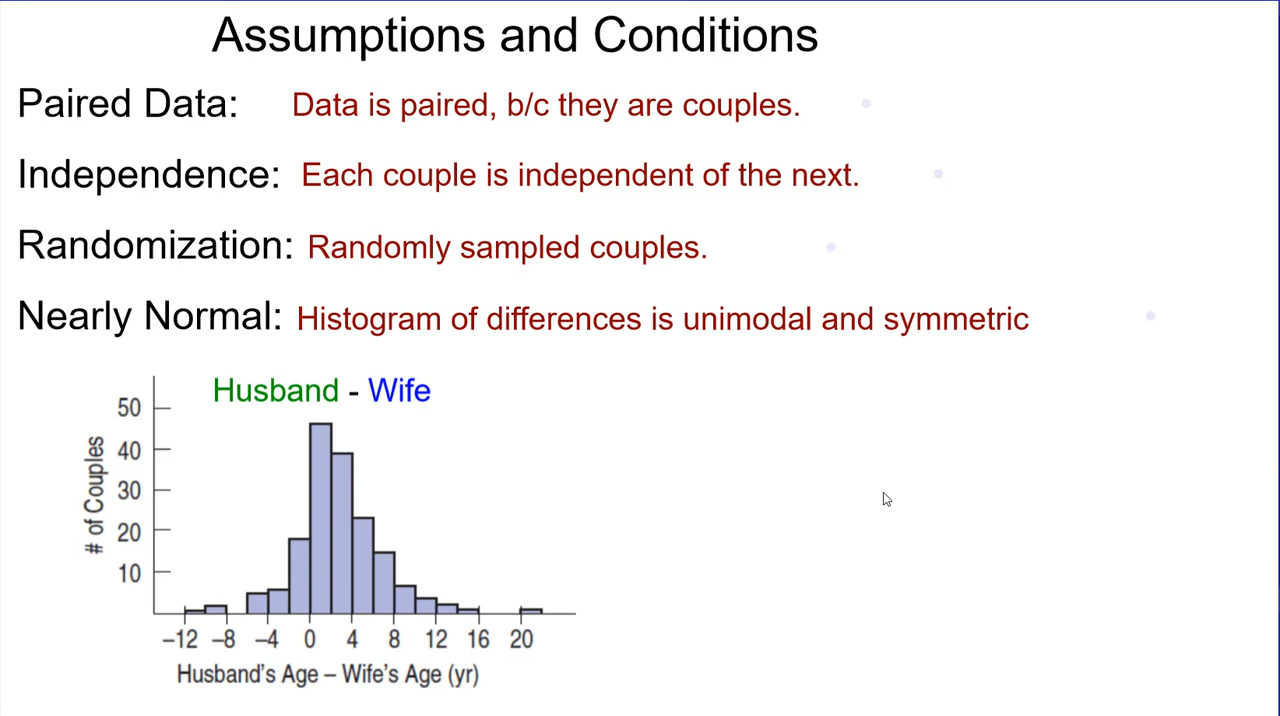 Assumptions and Conditions
Paired Data: Data is paired, b/c they are couples.
Independence: Each couple is independent of the next.
Randomization: Randomly sampled couples.
Nearly Normal: Histogram of differences is unimodal and symmetric
Husband - Wife
50
40
30
20
10
# of Couples
−12 −8 −4 0 4 8 12 16 20
Husband's Age – Wife's Age (yr)